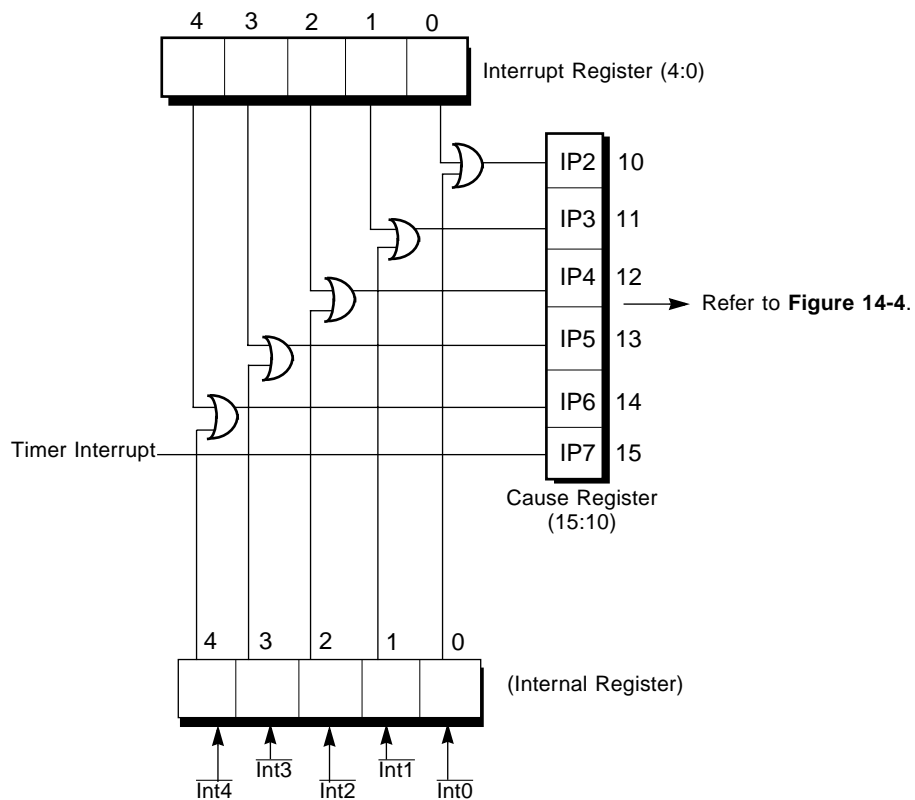 4 3 2 1 0
Interrupt Register (4:0)
IP2 10
IP3 11
IP4 12
Refer to Figure 14-4.
IP5 13
IP6 14
Timer Interrupt
IP7 15
Cause Register
(15:10)
4 3 2 1 0
(Internal Register)
Int4 Int3 Int2 Int1 Int0